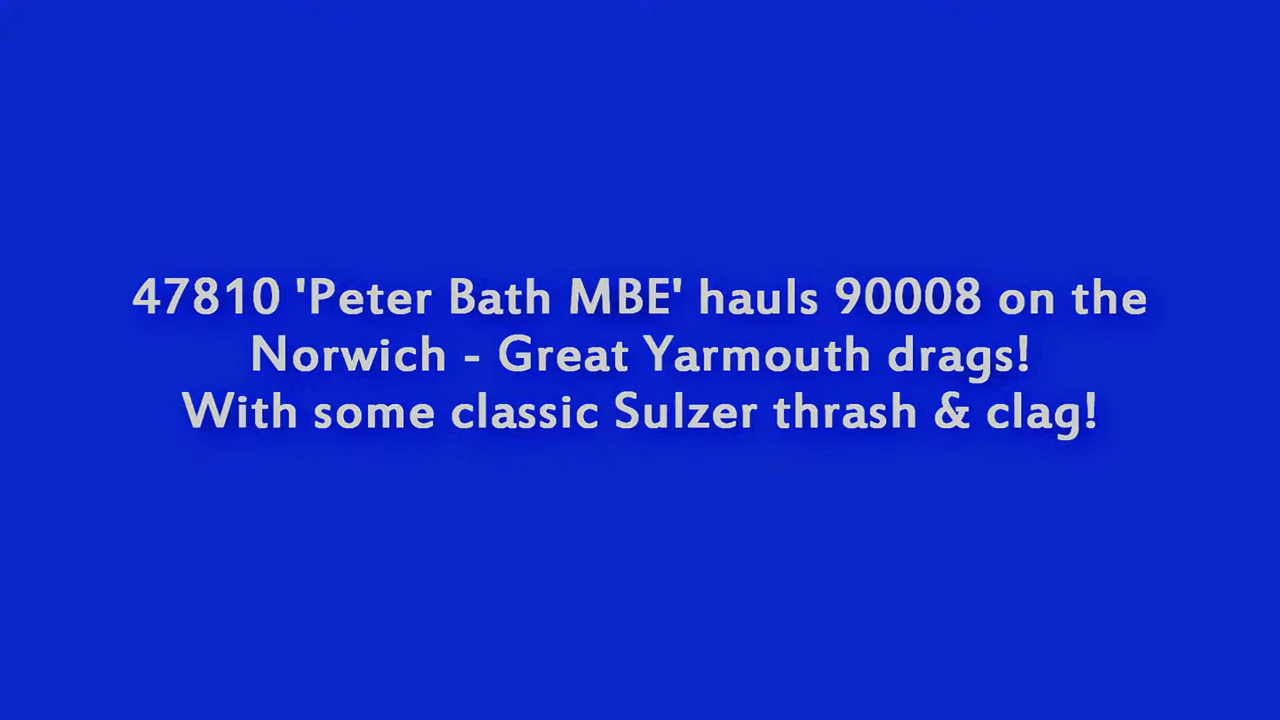 47810 'Peter Bath MBE' hauls 90008 on the
Norwich - Great Yarmouth drags!
With some classic Sulzer thrash & clag!